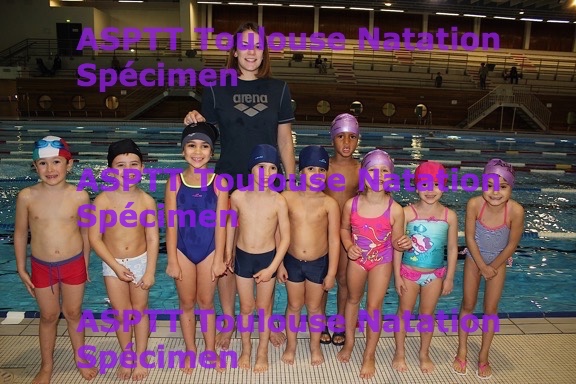 ASPTT Toulouse Natation
Spécimen
arena
ASPTT Toulouse Natation
Spécimen
ASPTT Toulouse Natation
Spécimen